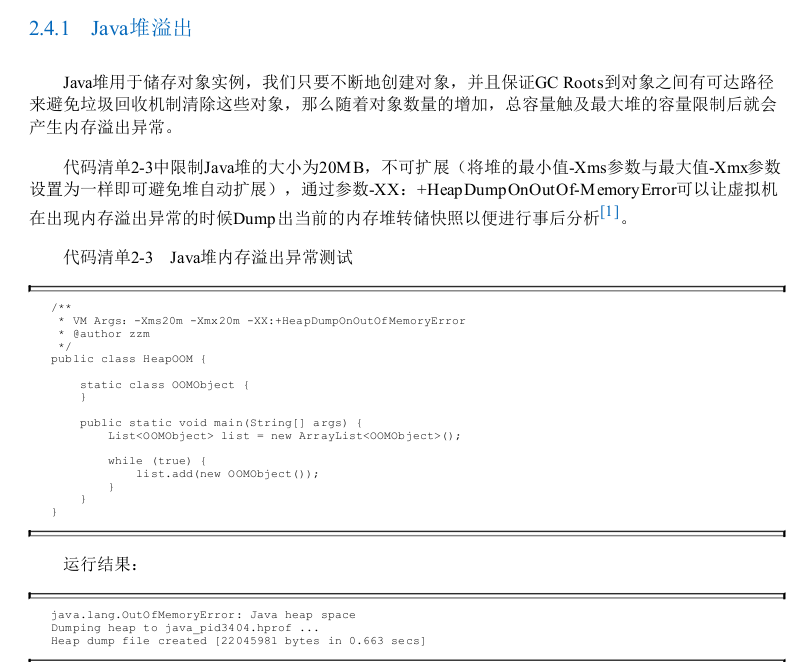 2.4.1 Java堆溢出
Java堆用于储存对象实例，我们只要不断地创建对象，并且保证GC Roots到对象之间有可达路径
来避免垃圾回收机制清除这些对象，那么随着对象数量的增加，总容量触及最大堆的容量限制后就会
产生内存溢出异常。
代码清单2-3中限制Java堆的大小为20MB，不可扩展（将堆的最小值-Xms参数与最大值-Xmx参数
设置为一样即可避免堆自动扩展），通过参数-XX：+HeapDumpOnOutOf-MemoryError可以让虚拟机
在出现内存溢出异常的时候Dump出当前的内存堆转储快照以便进行事后分析[1]。
代码清单2-3 Java堆内存溢出异常测试
/**
 * VM Args：-Xms20m -Xmx20m -XX:+HeapDumpOnOutOfMemoryError
 * @author zzm
 */
public class HeapOOM {
    static class OOMObject {
    }
    public static void main(String[] args) {
        List<OOMObject> list = new ArrayList<OOMObject>();
        while (true) {
            list.add(new OOMObject());
        }
    }
}
运行结果：
java.lang.OutOfMemoryError: Java heap space
Dumping heap to java_pid3404.hprof ...
Heap dump file created [22045981 bytes in 0.663 secs]